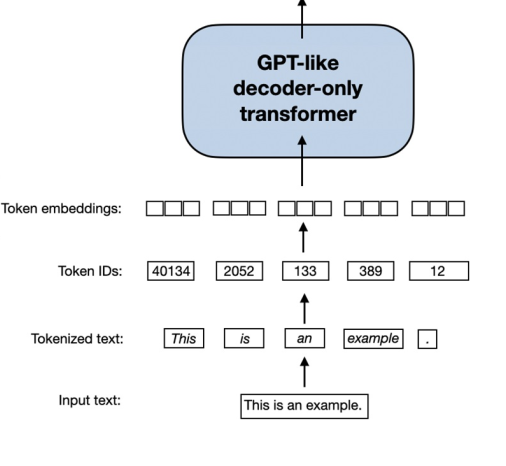 GPT-like
decoder-only
transformer
Token embeddings:
Token IDs: 40134 2052 133 389 12
Tokenized text: This is an example .
Input text: This is an example.